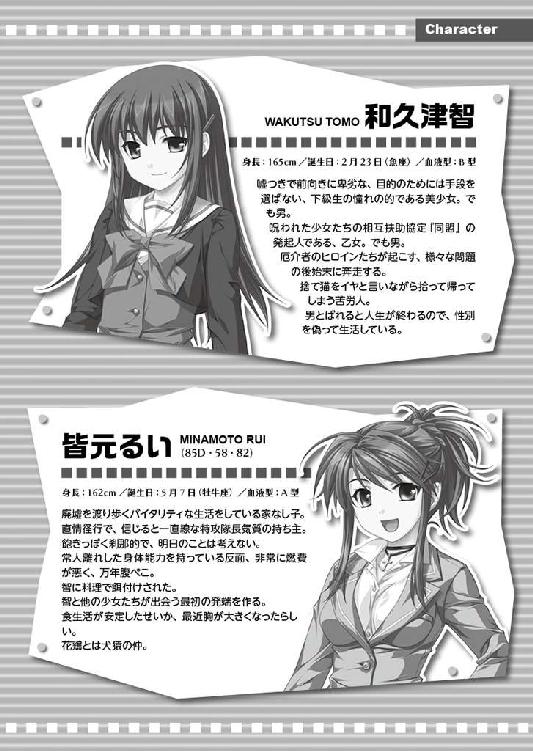 Character
WAKUTSU TOMO 和久津智
身長：165cm／誕生日：2月23日（魚座）／血液型：B型
嘘つきで前向きに卑劣な、目的のためには手段を
選ばない、下級生の憧れの的である美少女。で
も男。
呪われた少女たちの相互扶助協定『同盟』の
発起人である、乙女。でも男。
厄介者のヒロインたちが起こす、様々な問題
の後始末に奔走する。
捨て猫をイヤと言いながら拾って帰って
しまう苦労人。
男とばれると人生が終わるので、性別
を偽って生活している。
皆元るい MINAMOTO RUI
（85D・58・82）
身長：162cm／誕生日：5月7日（牡牛座）／血液型：A型
廃墟を渡り歩くバイタリティな生活をしている家なし子。
直情径行で、信じると一直線な特攻隊長気質の持ち主。
飽きっぽく刹那的で、明日のことは考えない。
常人離れした身体能力を持っている反面、非常に燃費
が悪く、万年腹ぺこ。
智に料理で餌付けされた。
智と他の少女たちが出会う最初の発端を作る。
食生活が安定したせいか、最近胸が大きくなったらし
い。
花鶏とは犬猿の仲。